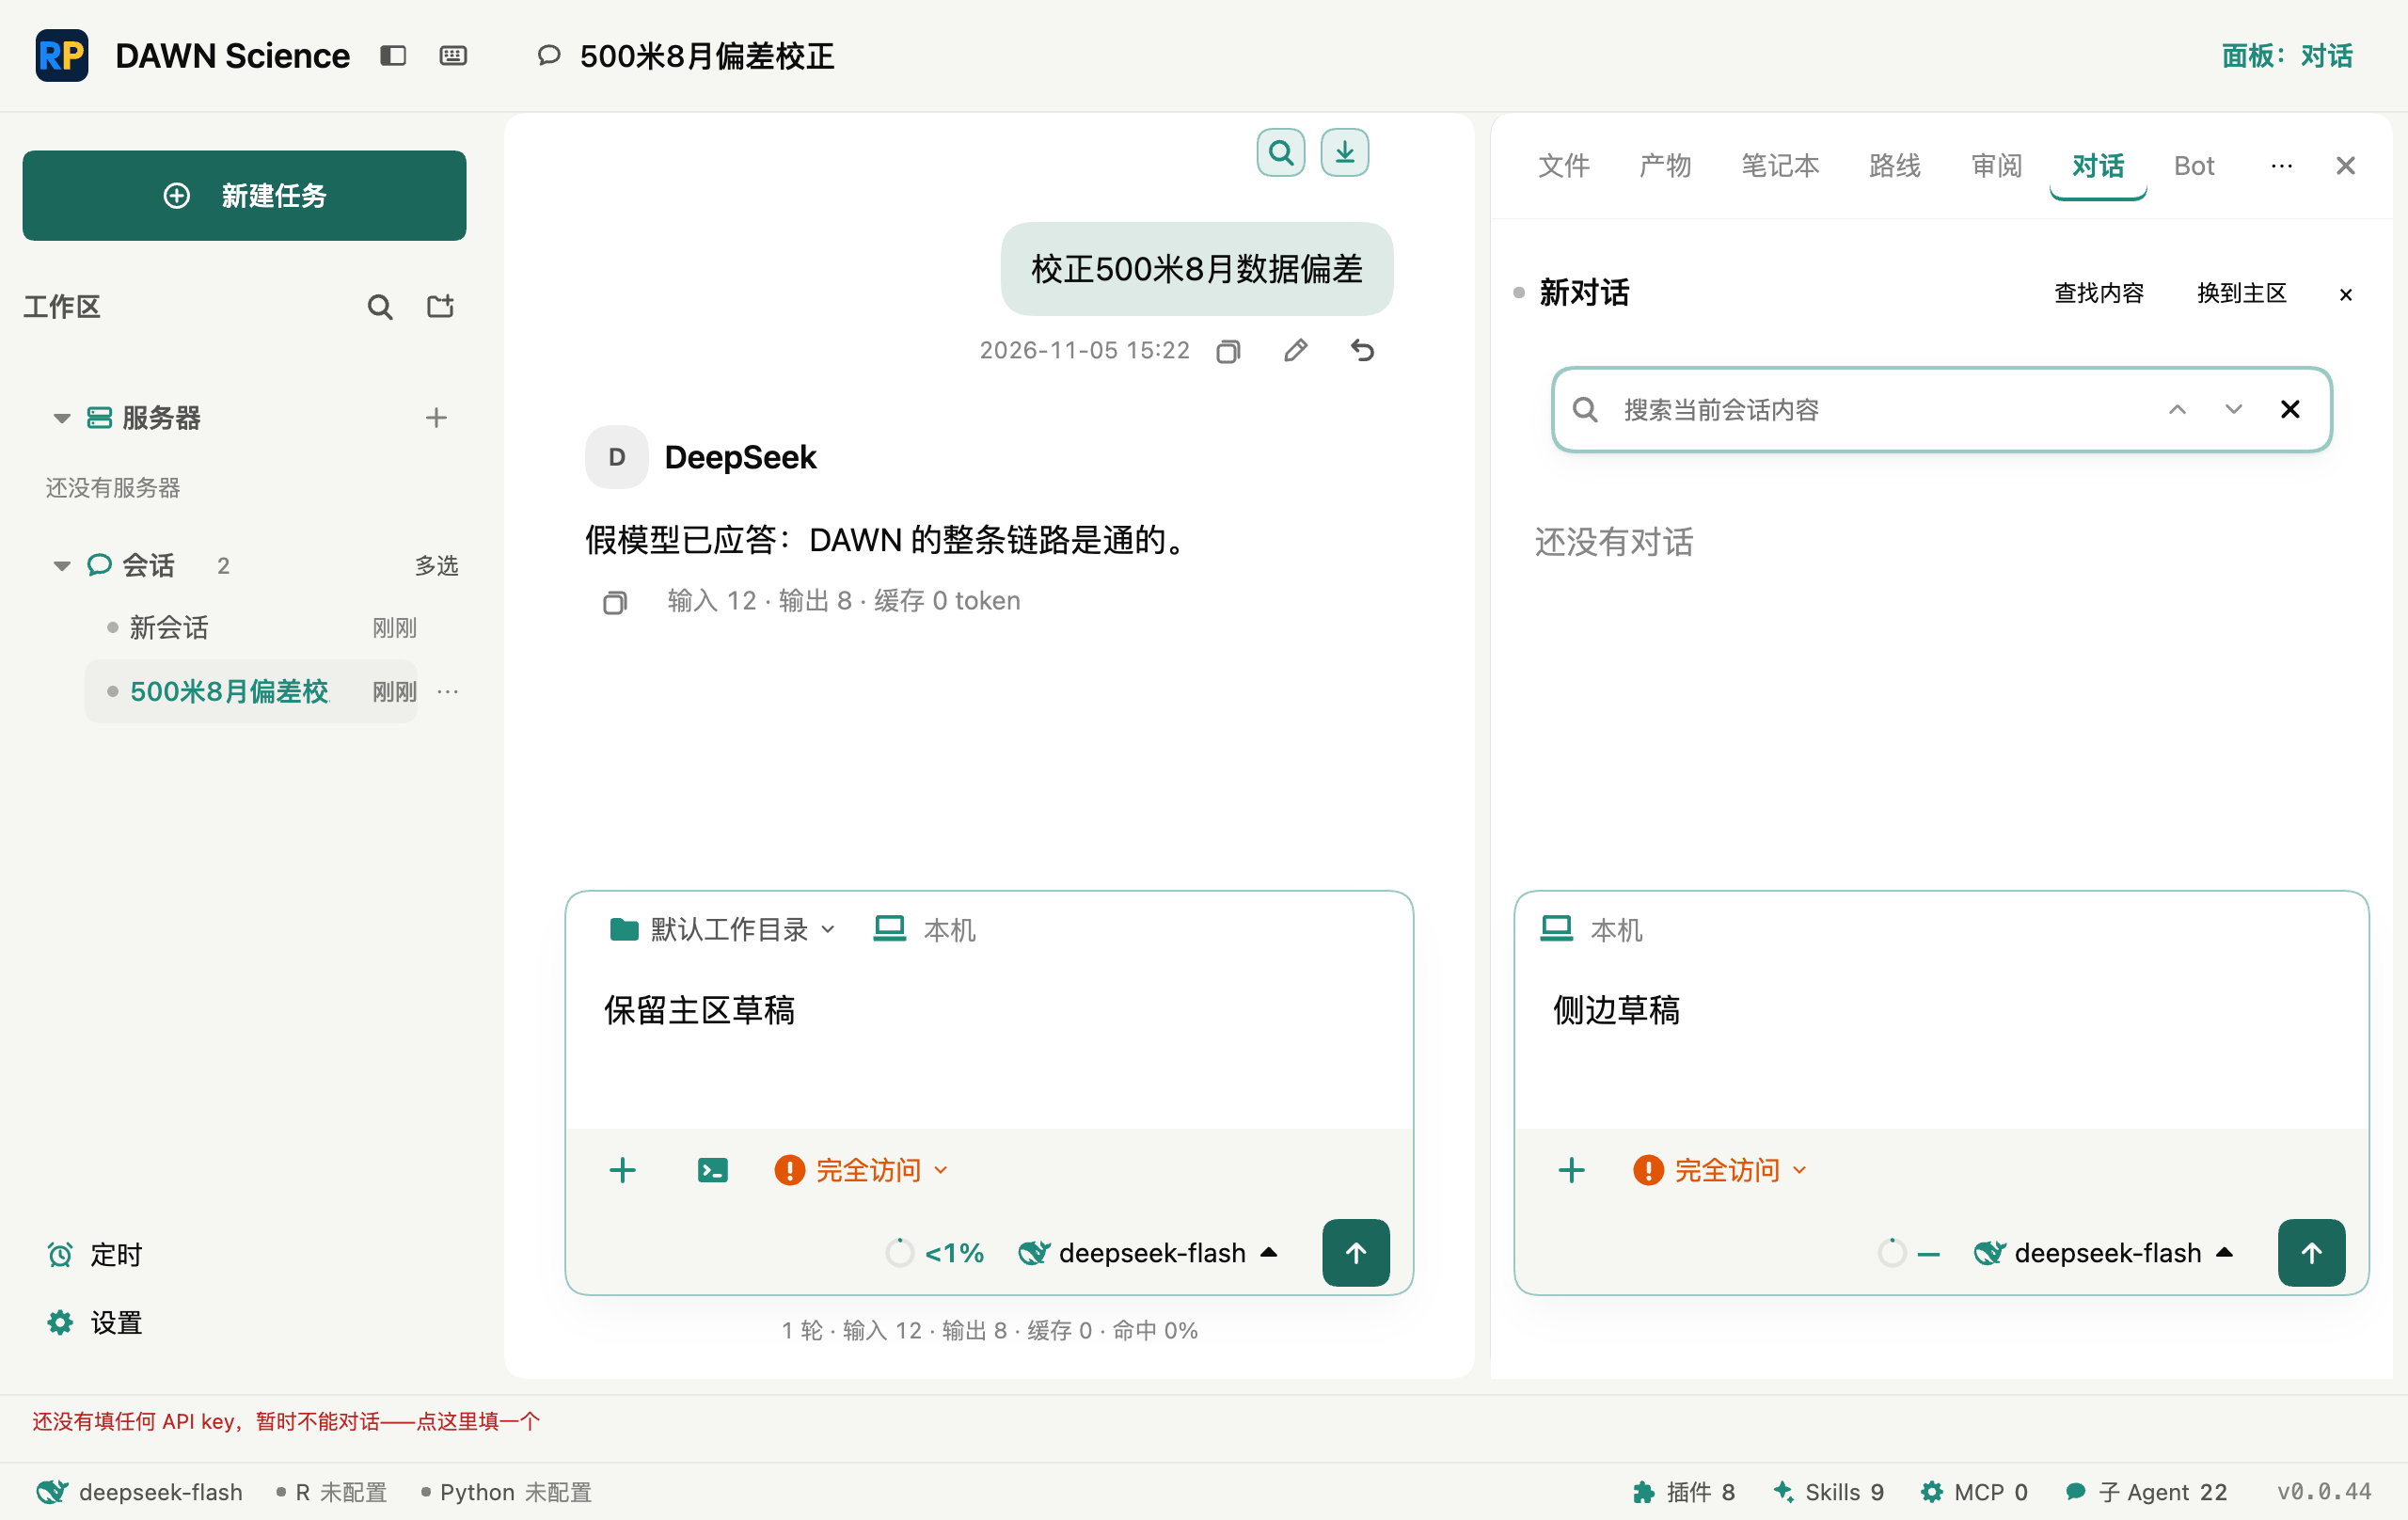 RP DAWN Science 500米8月偏差校正 面板：对话
新建任务
工作区
服务器
还没有服务器
会话 2 多选
新会话 刚刚
500米8月偏差校 刚刚 ···
定时
设置
校正500米8月数据偏差
2026-11-05 15:22
D DeepSeek
假模型已应答：DAWN 的整条链路是通的。
输入 12 · 输出 8 · 缓存 0 token
默认工作目录 本机
保留主区草稿
完全访问
<1% deepseek-flash
1 轮 · 输入 12 · 输出 8 · 缓存 0 · 命中 0%
文件 产物 笔记本 路线 审阅 对话 Bot ···
新对话 查找内容 换到主区 ×
搜索当前会话内容
还没有对话
本机
侧边草稿
完全访问
— deepseek-flash
还没有填任何 API key，暂时不能对话——点这里填一个
deepseek-flash R 未配置 Python 未配置 插件 8 Skills 9 MCP 0 子 Agent 22 v0.0.44